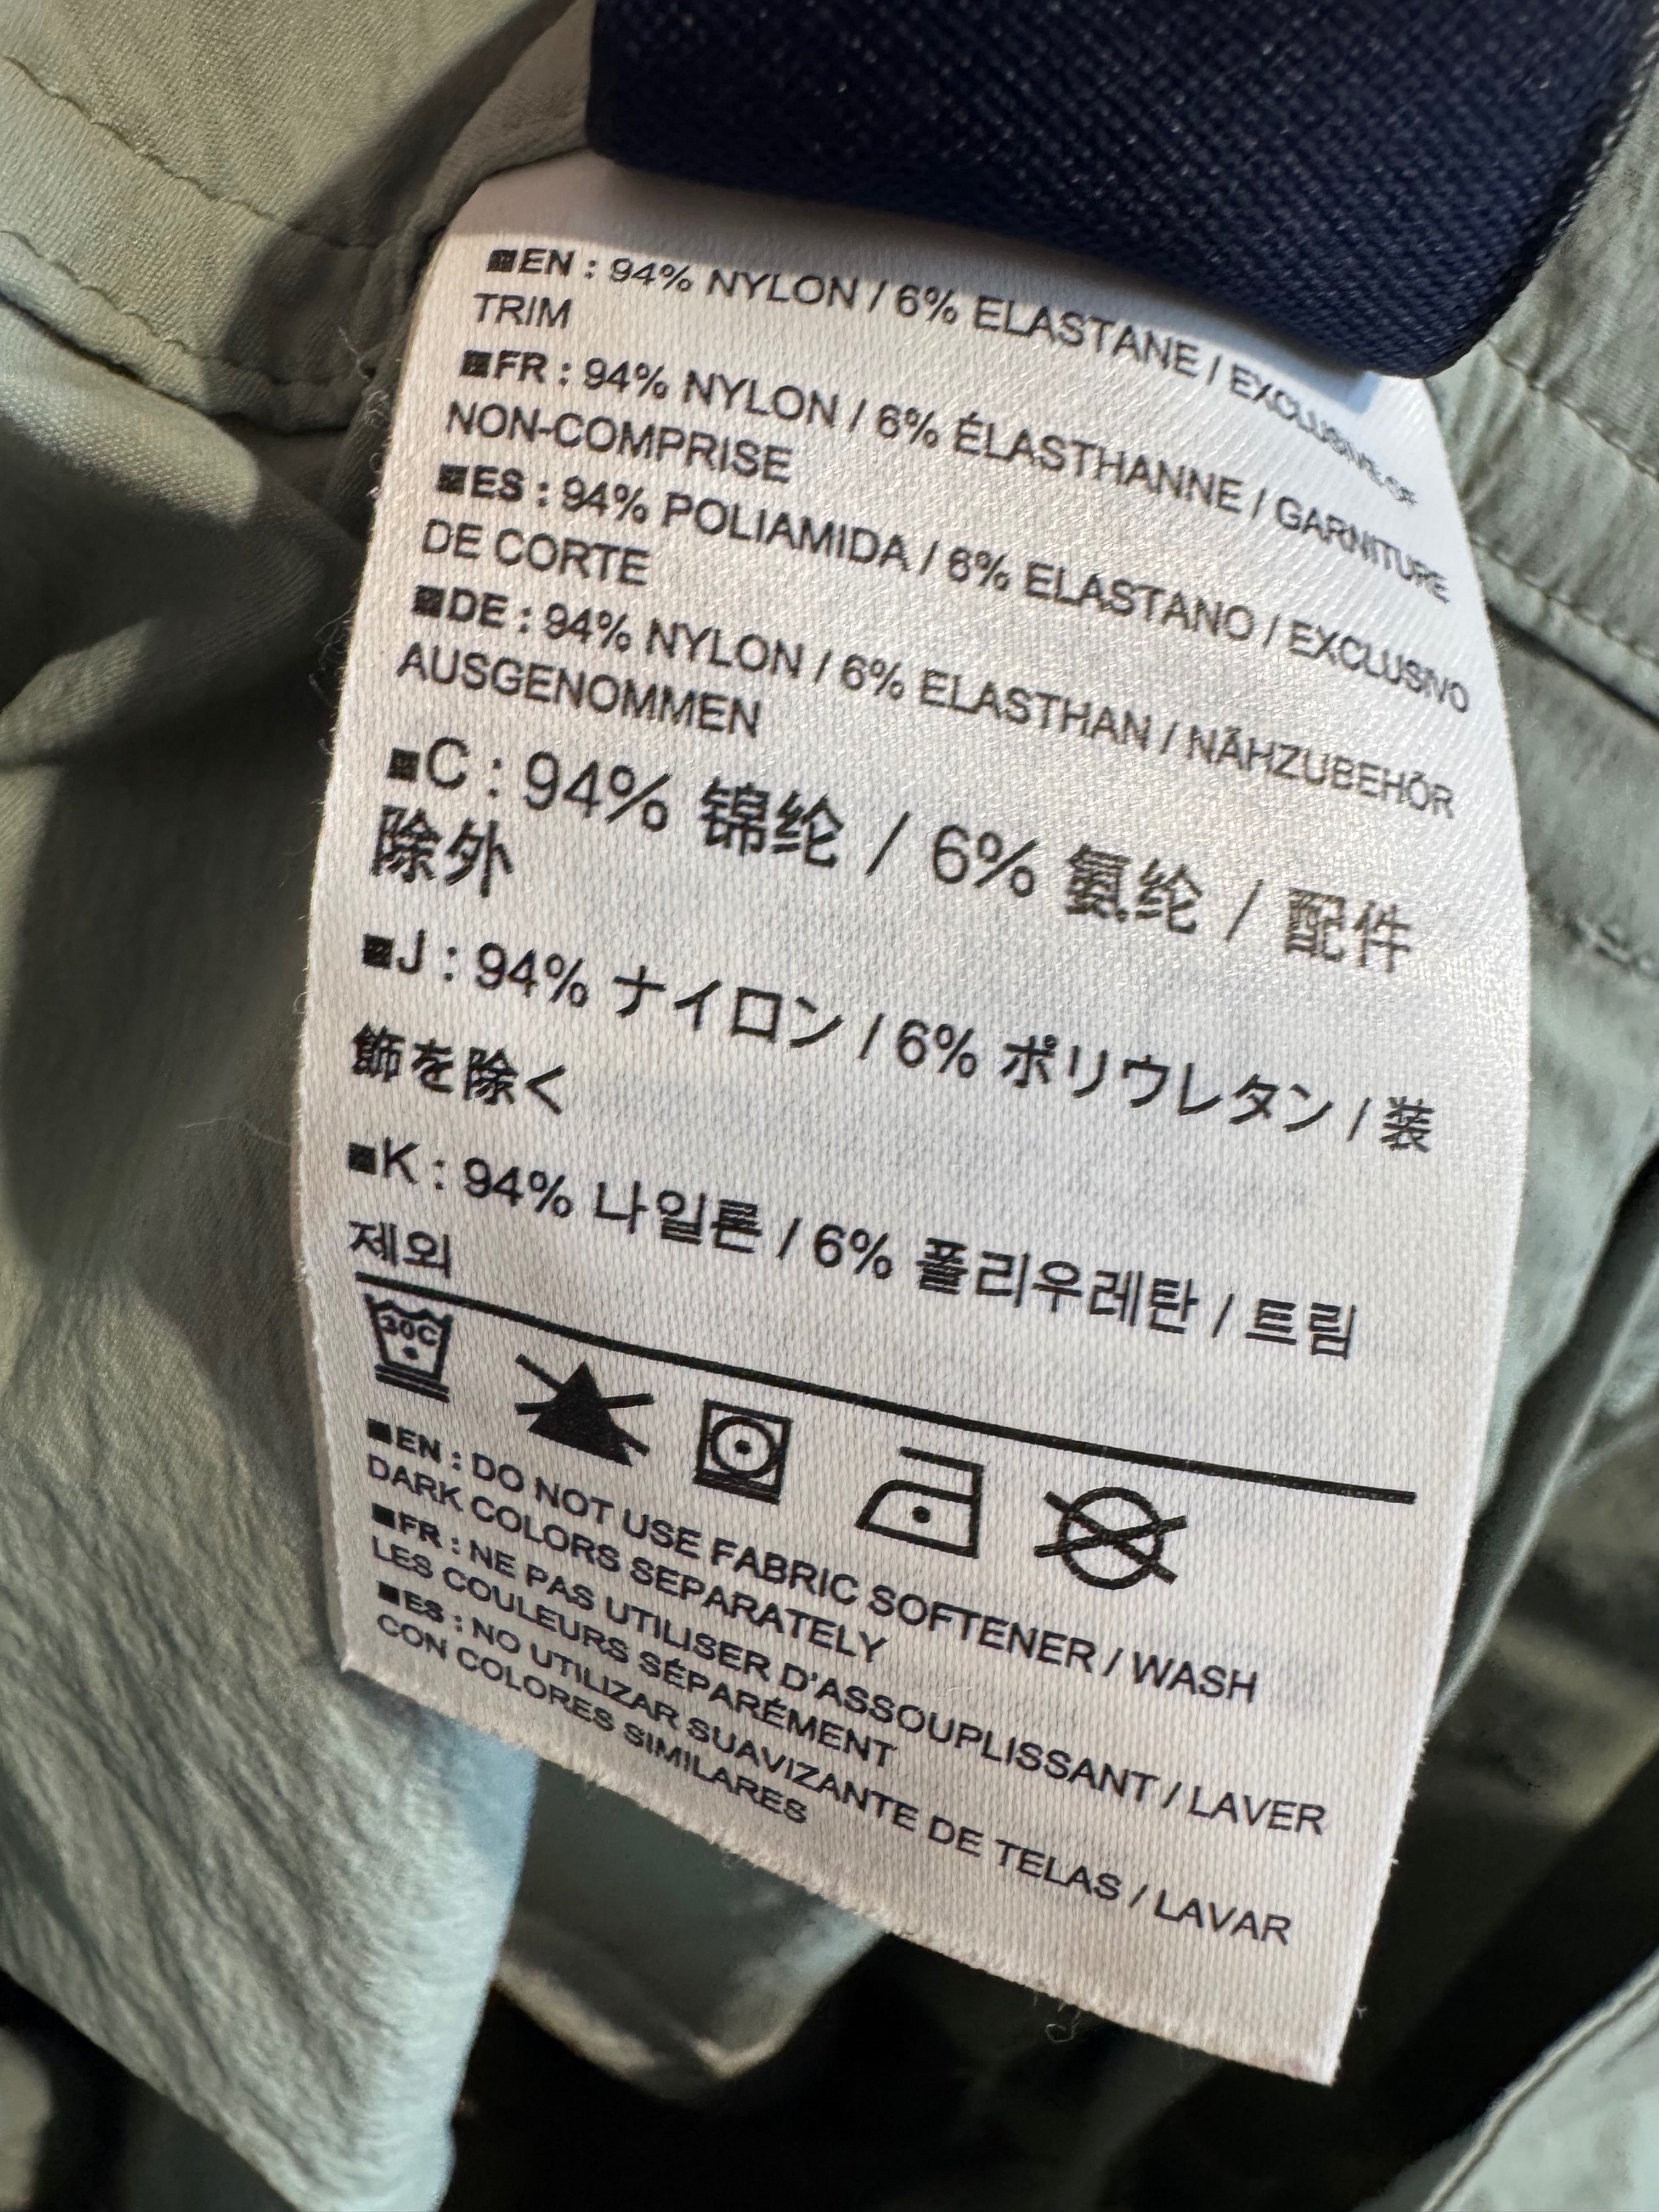 ■EN : 94% NYLON / 6% ELASTANE / EXCLUSIVE OF
TRIM
■FR : 94% NYLON / 6% ÉLASTHANNE / GARNITURE
NON-COMPRISE
■ES : 94% POLIAMIDA / 6% ELASTANO / EXCLUSIVO
DE CORTE
■DE : 94% NYLON / 6% ELASTHAN / NÄHZUBEHÖR
AUSGENOMMEN
■C : 94% 锦纶 / 6% 氨纶 / 配件
除外
■J : 94% ナイロン / 6% ポリウレタン / 装
飾を除く
■K : 94% 나일론 / 6% 폴리우레탄 / 트림
제외
30C
■EN : DO NOT USE FABRIC SOFTENER / WASH
DARK COLORS SEPARATELY
■FR : NE PAS UTILISER D'ASSOUPLISSANT / LAVER
LES COULEURS SÉPARÉMENT
■ES : NO UTILIZAR SUAVIZANTE DE TELAS / LAVAR
CON COLORES SIMILARES